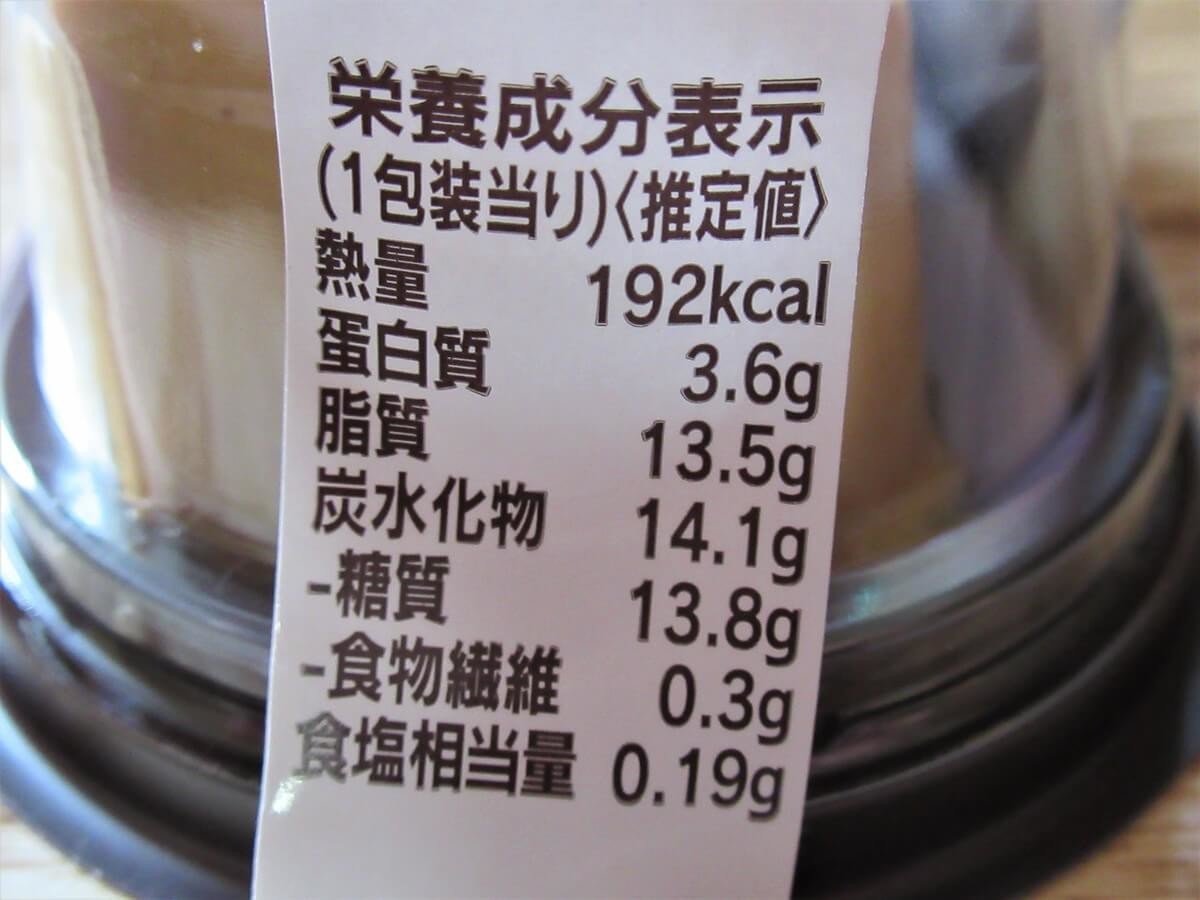 栄養成分表示
(1包装当り)〈推定値〉
熱量 192kcal
蛋白質 3.6g
脂質 13.5g
炭水化物 14.1g
-糖質 13.8g
-食物繊維 0.3g
食塩相当量 0.19g